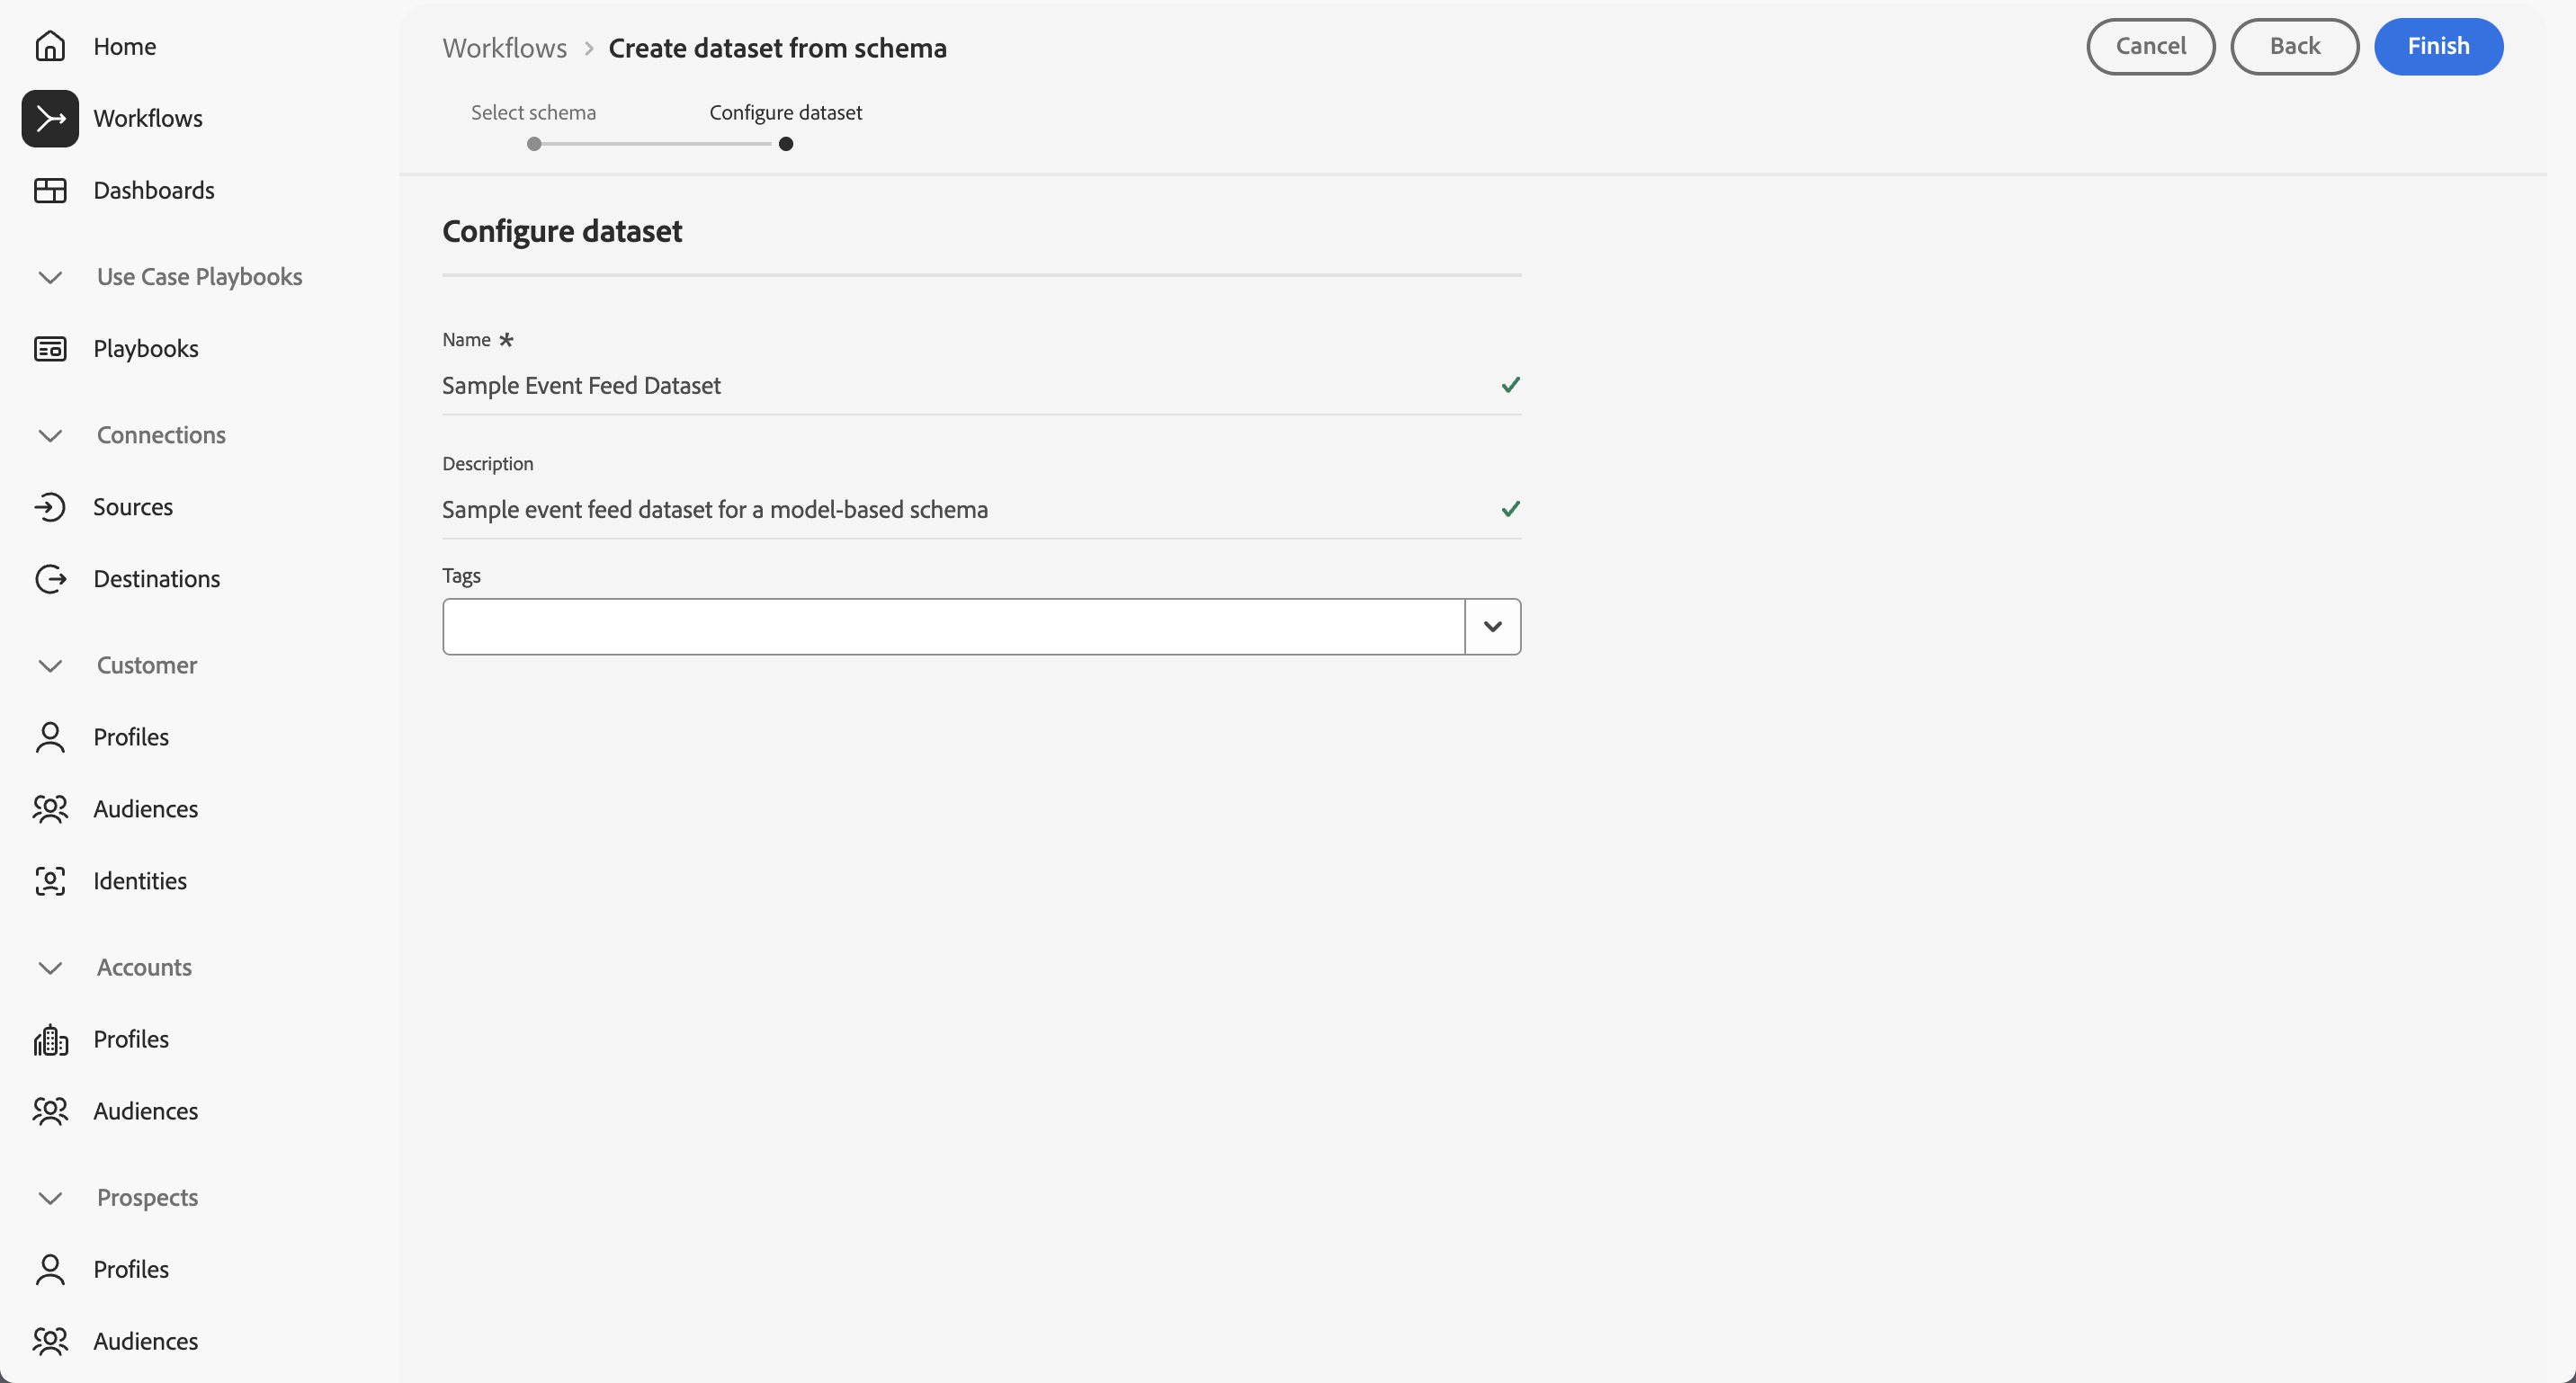 Home
Workflows
Dashboards
Use Case Playbooks
Playbooks
Connections
Sources
Destinations
Customer
Profiles
Audiences
Identities
Accounts
Profiles
Audiences
Prospects
Profiles
Audiences
Workflows > Create dataset from schema
Cancel
Back
Finish
Select schema
Configure dataset
Configure dataset
Name *
Sample Event Feed Dataset
Description
Sample event feed dataset for a model-based schema
Tags